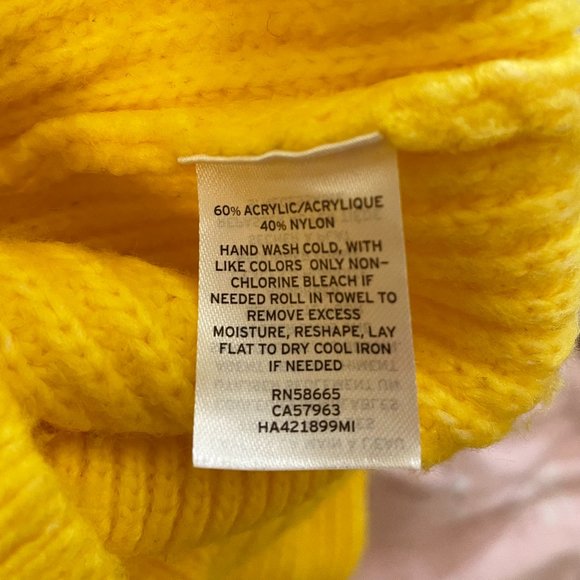 60% ACRYLIC/ACRYLIQUE
40% NYLON
HAND WASH COLD, WITH
LIKE COLORS ONLY NON-
CHLORINE BLEACH IF
NEEDED ROLL IN TOWEL TO
REMOVE EXCESS
MOISTURE, RESHAPE, LAY
FLAT TO DRY COOL IRON
IF NEEDED
RN58665
CA57963
HA421899MI